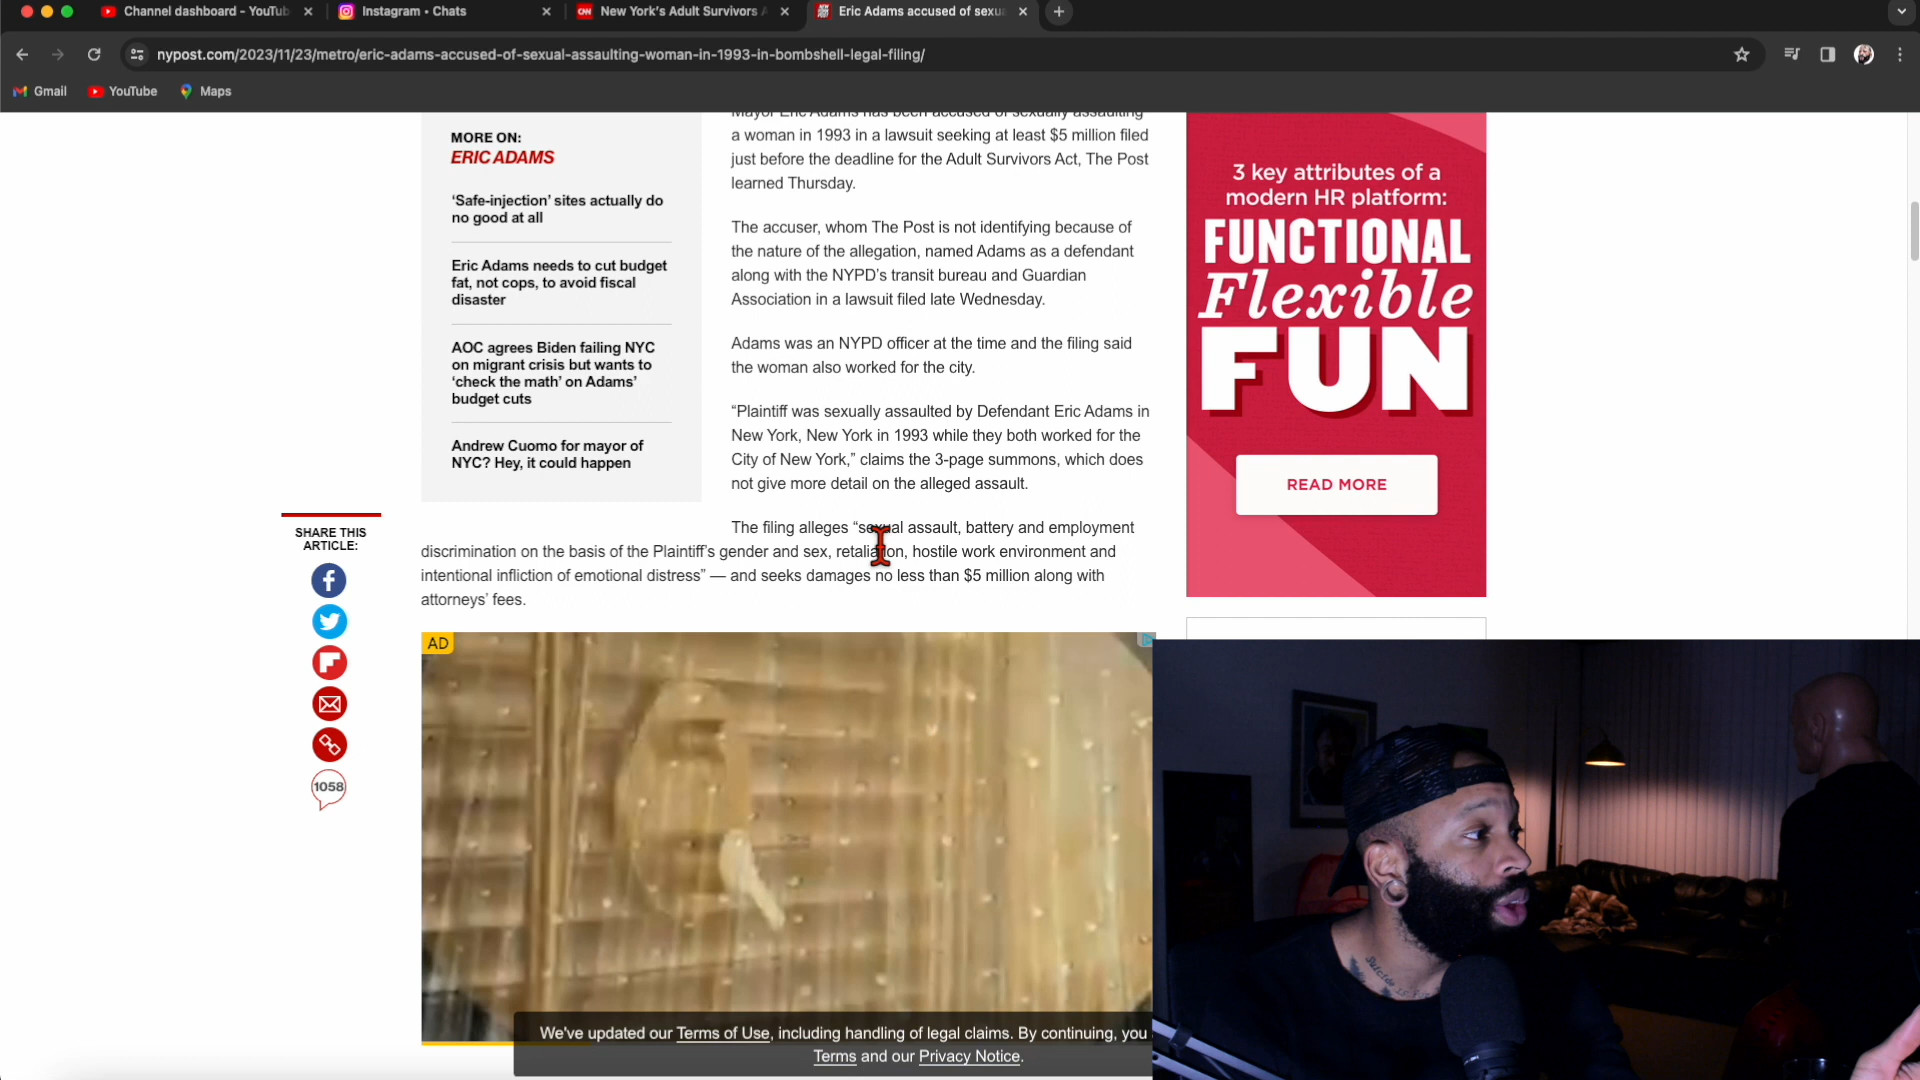 Channel dashboard - YouTub
Instagram • Chats
New York's Adult Survivors A
Eric Adams accused of sexu
nypost.com/2023/11/23/metro/eric-adams-accused-of-sexual-assaulting-woman-in-1993-in-bombshell-legal-filing/
Gmail
YouTube
Maps
MORE ON:
ERIC ADAMS
‘Safe-injection’ sites actually do
no good at all
Eric Adams needs to cut budget
fat, not cops, to avoid fiscal
disaster
AOC agrees Biden failing NYC
on migrant crisis but wants to
‘check the math’ on Adams’
budget cuts
Andrew Cuomo for mayor of
NYC? Hey, it could happen
SHARE THIS
ARTICLE:
1058
Mayor Eric Adams has been accused of sexually assaulting
a woman in 1993 in a lawsuit seeking at least $5 million filed
just before the deadline for the Adult Survivors Act, The Post
learned Thursday.
The accuser, whom The Post is not identifying because of
the nature of the allegation, named Adams as a defendant
along with the NYPD’s transit bureau and Guardian
Association in a lawsuit filed late Wednesday.
Adams was an NYPD officer at the time and the filing said
the woman also worked for the city.
“Plaintiff was sexually assaulted by Defendant Eric Adams in
New York, New York in 1993 while they both worked for the
City of New York,” claims the 3-page summons, which does
not give more detail on the alleged assault.
The filing alleges “sexual assault, battery and employment
discrimination on the basis of the Plaintiff’s gender and sex, retaliation, hostile work environment and
intentional infliction of emotional distress” — and seeks damages no less than $5 million along with
attorneys’ fees.
AD
3 key attributes of a
modern HR platform:
FUNCTIONAL
Flexible
FUN
READ MORE
We've updated our Terms of Use, including handling of legal claims. By continuing, you
Terms and our Privacy Notice.